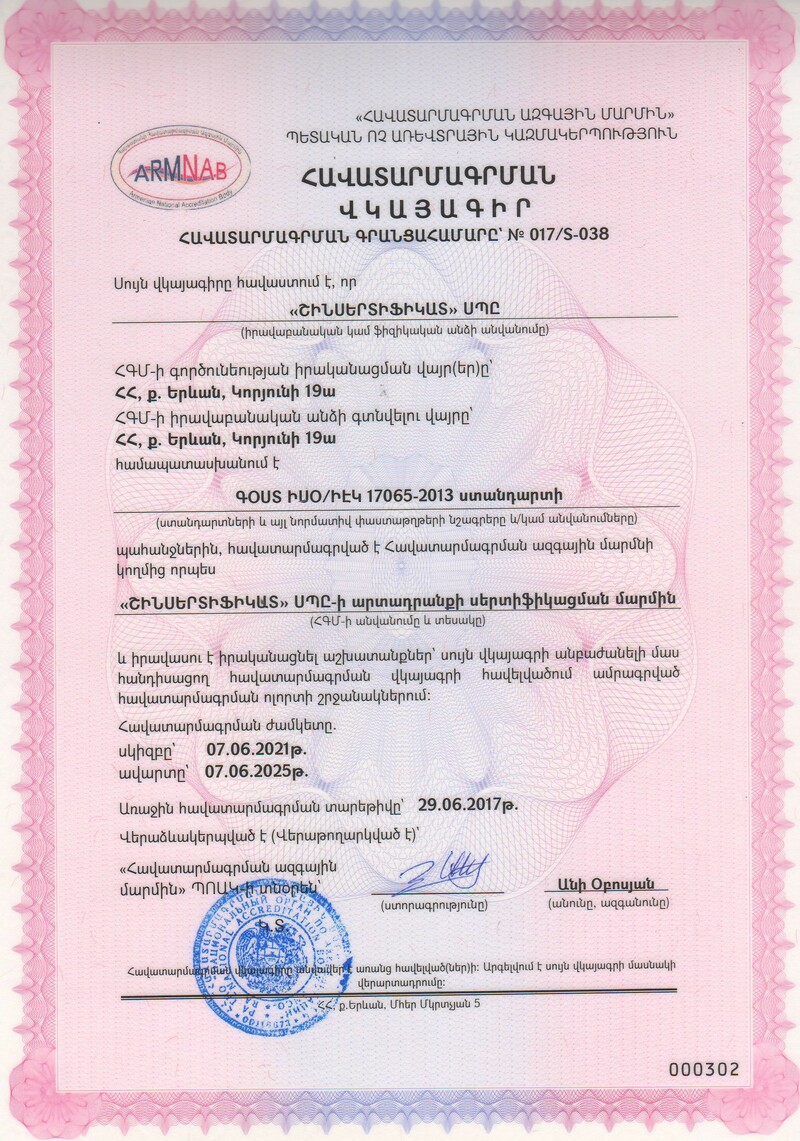 «ՀԱՎԱՏԱՐՄԱԳՐՄԱՆ ԱԶԳԱՅԻՆ ՄԱՐՄԻՆ»
ՊԵՏԱԿԱՆ ՈՉ ԱՌԵՎՏՐԱՅԻՆ ԿԱԶՄԱԿԵՐՊՈՒԹՅՈՒՆ
ARMNAB
Armenian National Accreditation Body
ՀԱՎԱՏԱՐՄԱԳՐՄԱՆ
ՎԿԱՅԱԳԻՐ
ՀԱՎԱՏԱՐՄԱԳՐՄԱՆ ԳՐԱՆՑԱՀԱՄԱՐԸ՝ № 017/S-038
Սույն վկայագիրը հավաստում է, որ
«ՇԻՆՍԵՐՏԻՖԻԿԱՏ» ՍՊԸ
(իրավաբանական կամ ֆիզիկական անձի անվանումը)
ՀԳՄ-ի գործունեության իրականացման վայր(եր)ը՝
ՀՀ, ք. Երևան, Կորյունի 19ա
ՀԳՄ-ի իրավաբանական անձի գտնվելու վայրը՝
ՀՀ, ք. Երևան, Կորյունի 19ա
համապատասխանում է
ԳՕՍՏ ԻՍՕ/ԻԷԿ 17065-2013 ստանդարտի
(ստանդարտների և այլ նորմատիվ փաստաթղթերի նշագրերը և/կամ անվանումները)
պահանջներին, հավատարմագրված է Հավատարմագրման ազգային մարմնի
կողմից որպես
«ՇԻՆՍԵՐՏԻՖԻԿԱՏ» ՍՊԸ-ի արտադրանքի սերտիֆիկացման մարմին
(ՀԳՄ-ի անվանումը և տեսակը)
և իրավասու է իրականացնել աշխատանքներ՝ սույն վկայագրի անբաժանելի մաս
հանդիսացող հավատարմագրման վկայագրի հավելվածում ամրագրված
հավատարմագրման ոլորտի շրջանակներում:
Հավատարմագրման ժամկետը.
սկիզբը՝ 07.06.2021թ.
ավարտը՝ 07.06.2025թ.
Առաջին հավատարմագրման տարեթիվը՝ 29.06.2017թ.
Վերաձևակերպված է (Վերաթողարկված է)՝
«Հավատարմագրման ազգային
մարմին» ՊՈԱԿ-ի տնօրեն՝
Անի Օբոսյան
(ստորագրությունը)
(անունը, ազգանունը)
Կ.Տ.
Հավատարմագրման վկայագիրը անվավեր է առանց հավելված(ներ)ի: Արգելվում է սույն վկայագրի մասնակի
վերարտադրումը:
ՀՀ, ք.Երևան, Մհեր Մկրտչյան 5
000302